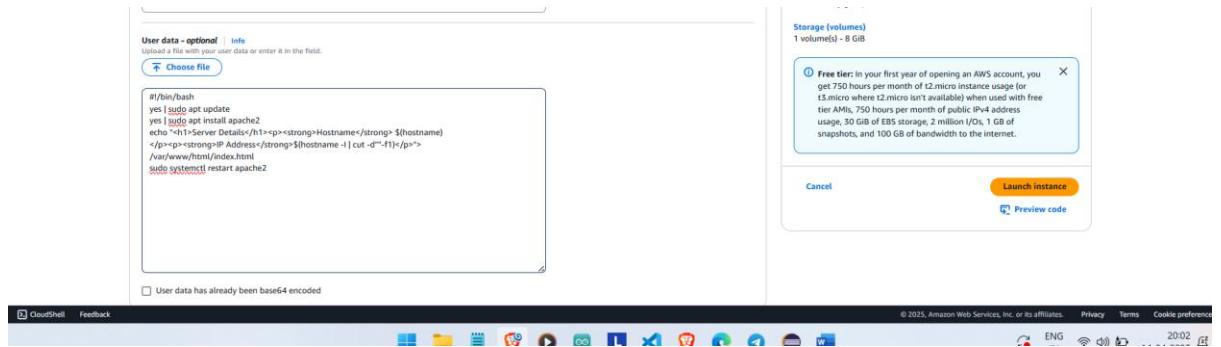 User data – optional | Info
Upload a file with your user data or enter it in the field.
Choose file
#!/bin/bash
yes | sudo apt update
yes | sudo apt install apache2
echo "<h1>Server Details</h1><p><strong>Hostname</strong> $(hostname)
</p><p><strong>IP Address</strong>$(hostname -I | cut -d""-f1)</p>">
/var/www/html/index.html
sudo systemctl restart apache2
User data has already been base64 encoded
Storage (volumes)
1 volume(s) - 8 GiB
Free tier: In your first year of opening an AWS account, you
get 750 hours per month of t2.micro instance usage (or
t3.micro where t2.micro isn't available) when used with free
tier AMIs, 750 hours per month of public IPv4 address
usage, 30 GiB of EBS storage, 2 million I/Os, 1 GB of
snapshots, and 100 GB of bandwidth to the internet.
Cancel
Launch instance
Preview code
CloudShell Feedback
© 2025, Amazon Web Services, Inc. or its affiliates. Privacy Terms Cookie preference
ENG
20:02